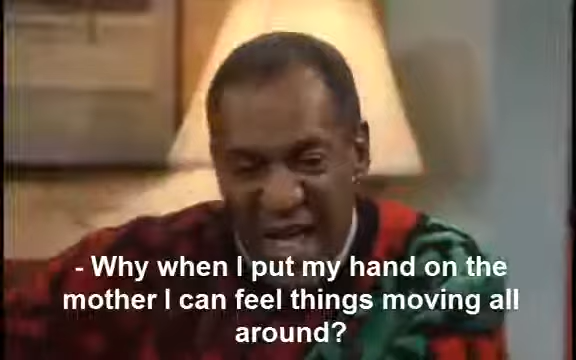 - Why when I put my hand on the
mother I can feel things moving all
around?